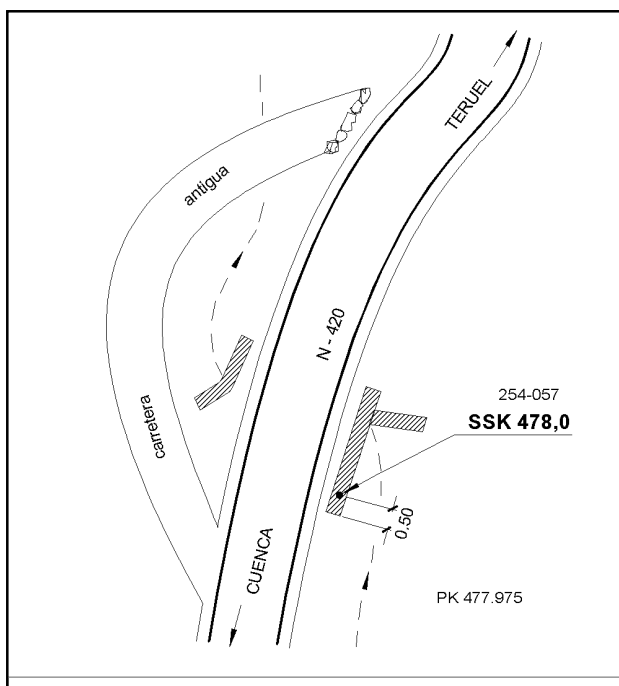 TERUEL
antigua
N - 420
254-057
SSK 478,0
carretera
0.50
CUENCA
PK 477.975